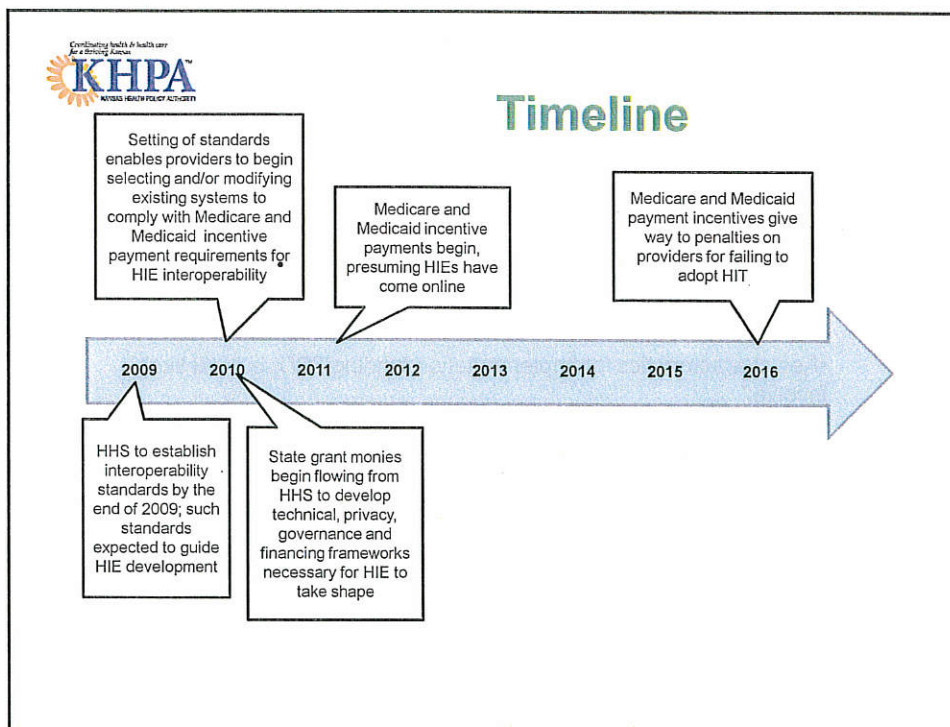 Coordinating health & health care
for a thriving Kansas
KHPA™
KANSAS HEALTH POLICY AUTHORITY
Timeline
Setting of standards
enables providers to begin
selecting and/or modifying
existing systems to
comply with Medicare and
Medicaid incentive
payment requirements for
HIE interoperability
Medicare and
Medicaid incentive
payments begin,
presuming HIEs have
come online
Medicare and Medicaid
payment incentives give
way to penalties on
providers for failing to
adopt HIT
2009 2010 2011 2012 2013 2014 2015 2016
HHS to establish
interoperability
standards by the
end of 2009; such
standards
expected to guide
HIE development
State grant monies
begin flowing from
HHS to develop
technical, privacy,
governance and
financing frameworks
necessary for HIE to
take shape